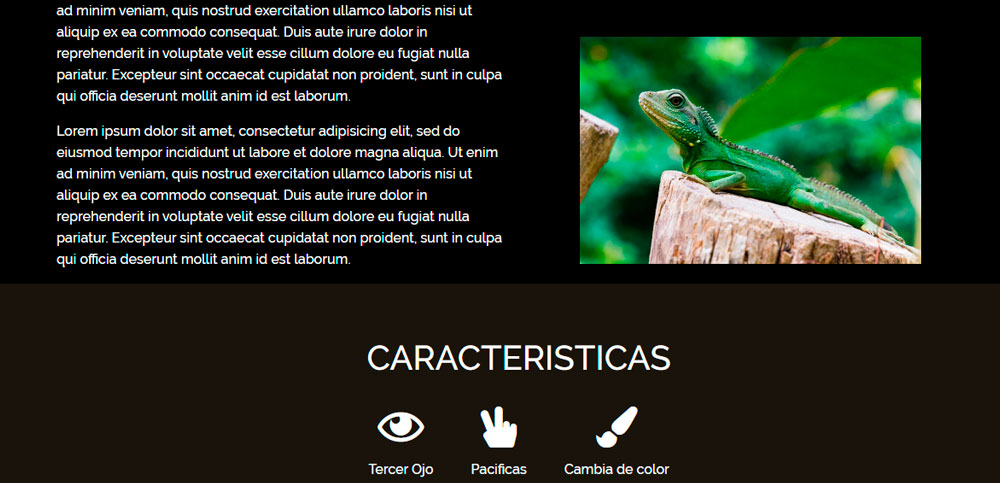 ad minim veniam, quis nostrud exercitation ullamco laboris nisi ut
aliquip ex ea commodo consequat. Duis aute irure dolor in
reprehenderit in voluptate velit esse cillum dolore eu fugiat nulla
pariatur. Excepteur sint occaecat cupidatat non proident, sunt in culpa
qui officia deserunt mollit anim id est laborum.
Lorem ipsum dolor sit amet, consectetur adipisicing elit, sed do
eiusmod tempor incididunt ut labore et dolore magna aliqua. Ut enim
ad minim veniam, quis nostrud exercitation ullamco laboris nisi ut
aliquip ex ea commodo consequat. Duis aute irure dolor in
reprehenderit in voluptate velit esse cillum dolore eu fugiat nulla
pariatur. Excepteur sint occaecat cupidatat non proident, sunt in culpa
qui officia deserunt mollit anim id est laborum.
CARACTERISTICAS
Tercer Ojo
Pacificas
Cambia de color